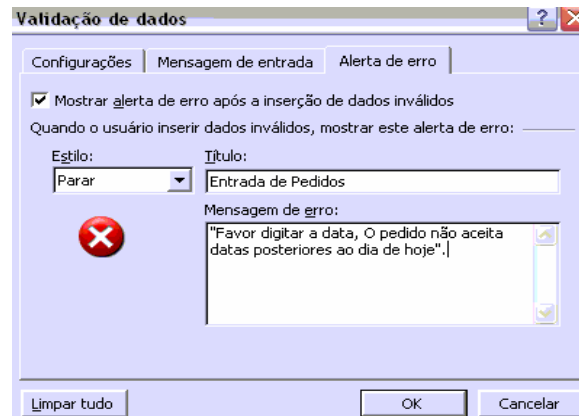 Validação de dados
?
Configurações
Mensagem de entrada
Alerta de erro
Mostrar alerta de erro após a inserção de dados inválidos
Quando o usuário inserir dados inválidos, mostrar este alerta de erro:
Estilo:
Título:
Parar
Entrada de Pedidos
Mensagem de erro:
"Favor digitar a data, O pedido não aceita
datas posteriores ao dia de hoje".
Limpar tudo
OK
Cancelar